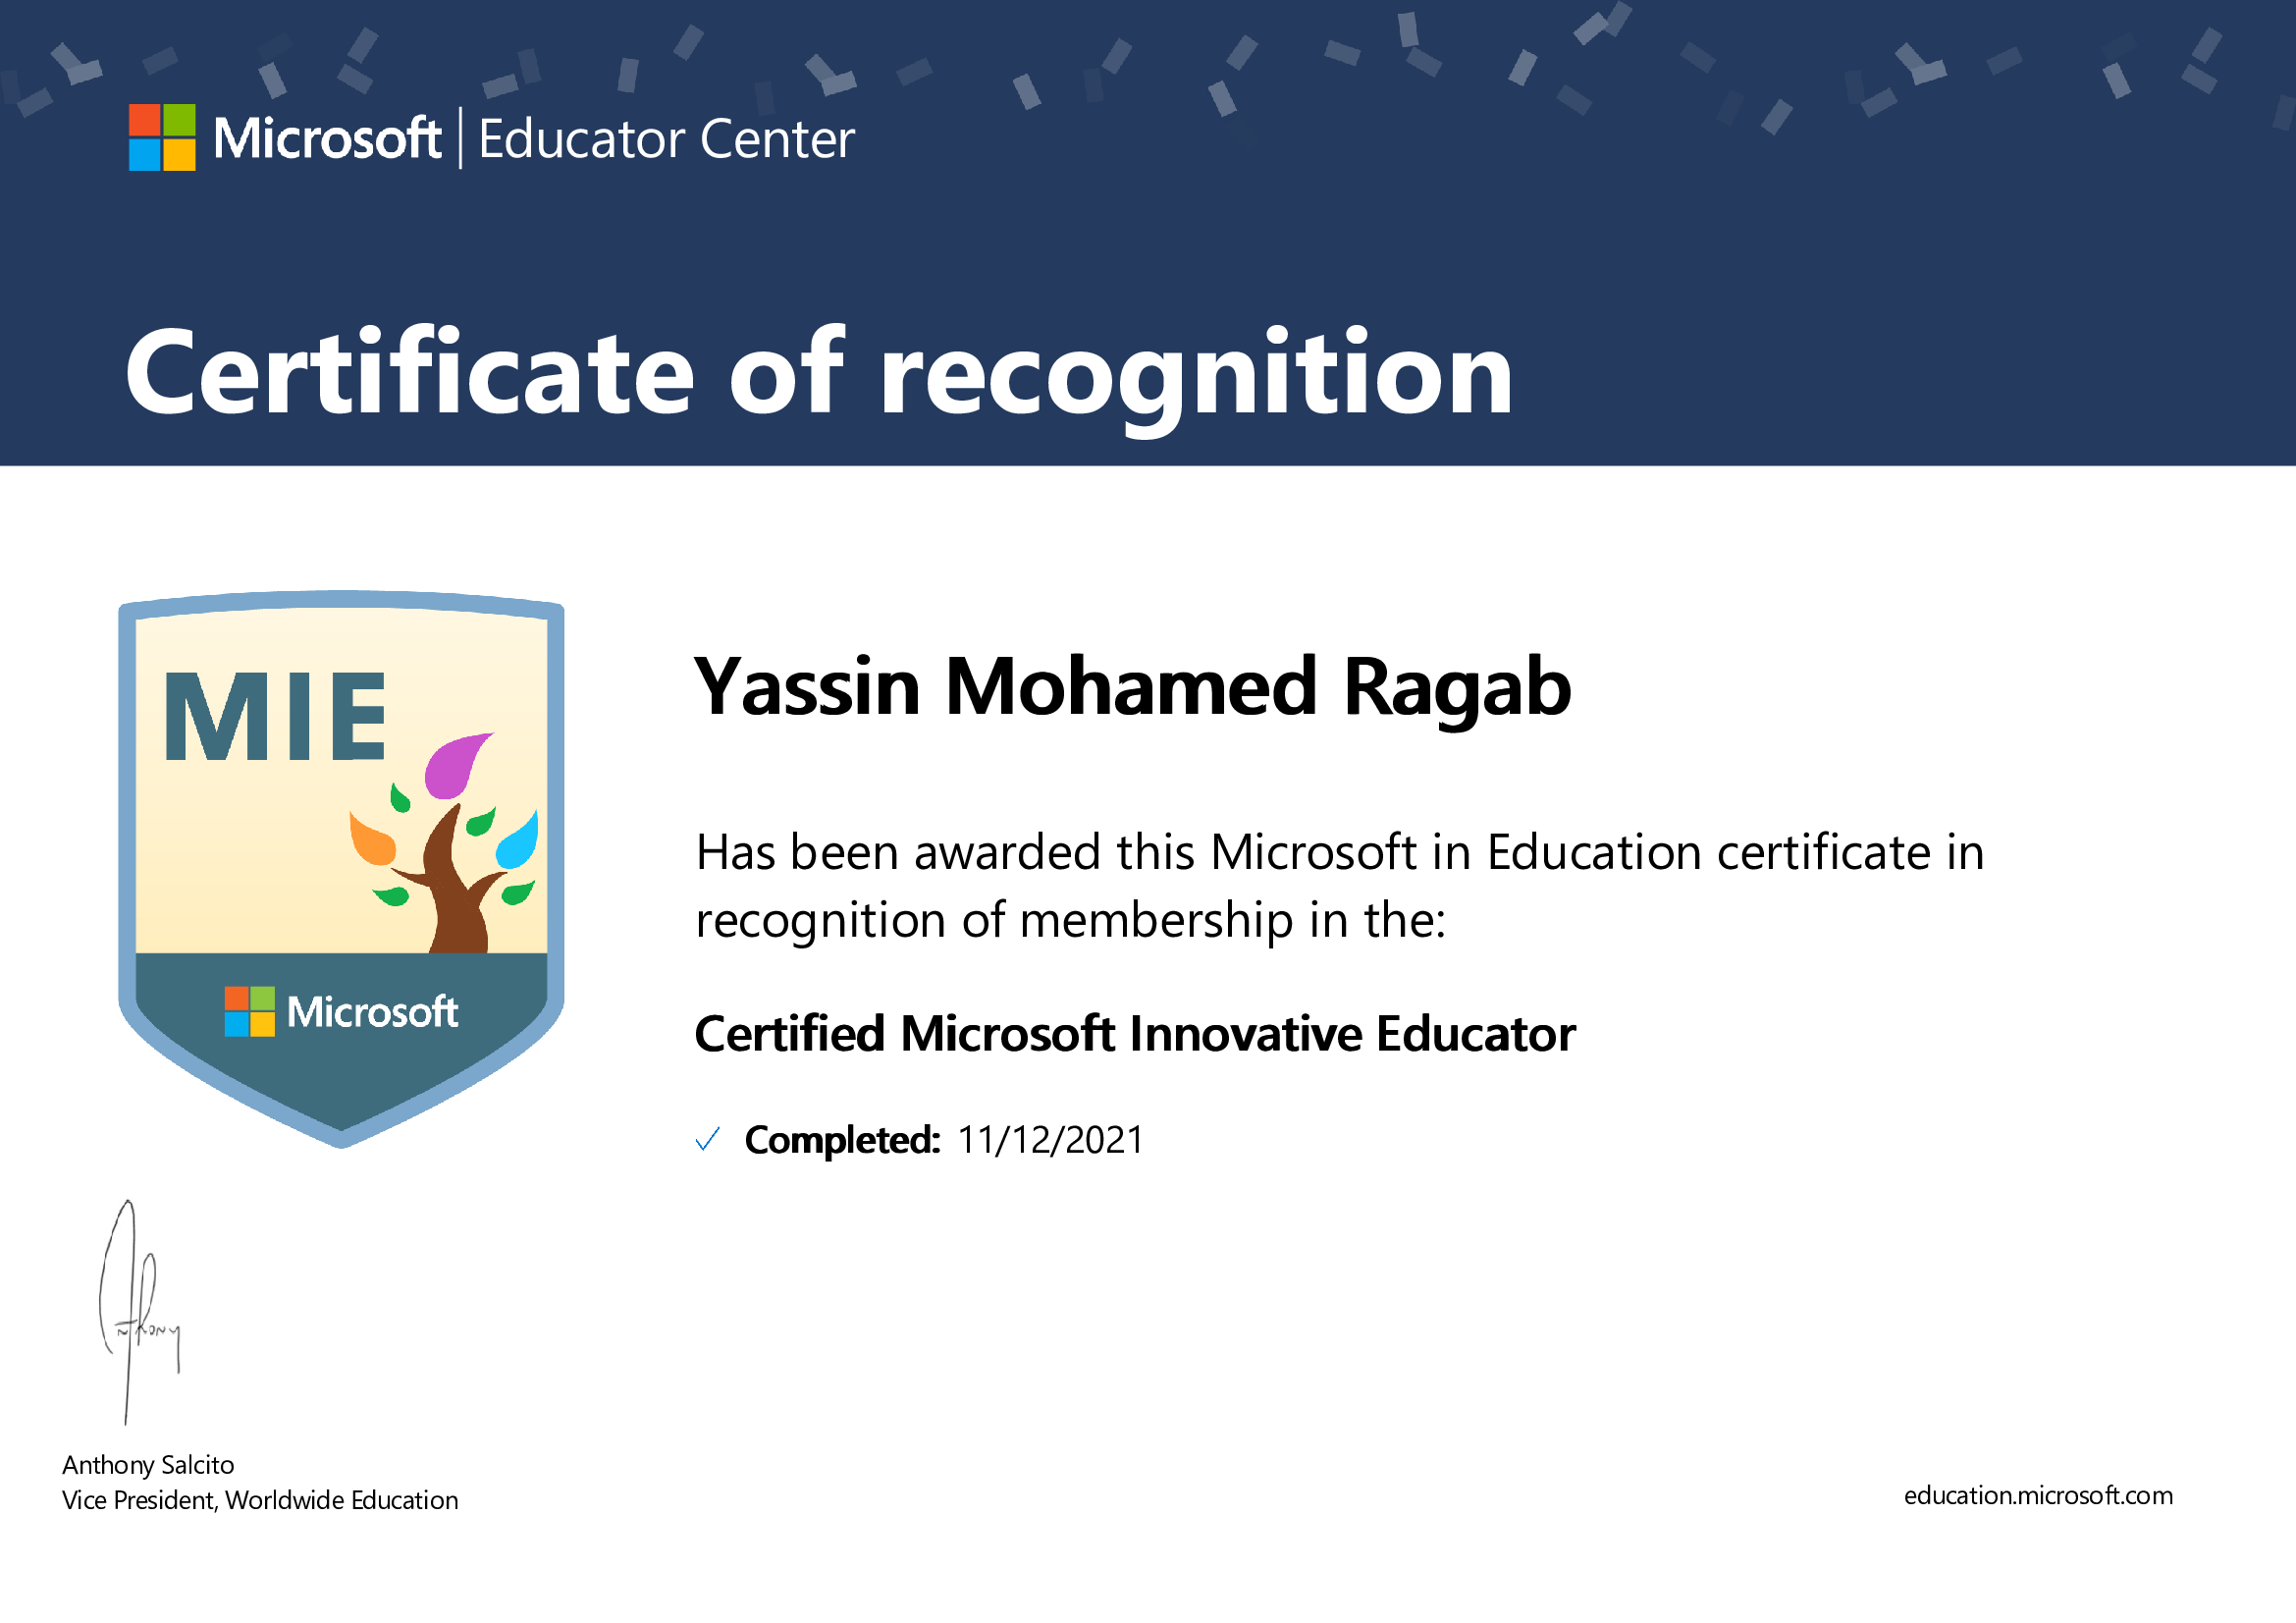 Microsoft | Educator Center
Certificate of recognition
MIE
Microsoft
Yassin Mohamed Ragab
Has been awarded this Microsoft in Education certificate in
recognition of membership in the:
Certified Microsoft Innovative Educator
✓ Completed: 11/12/2021
Anthony
Anthony Salcito
Vice President, Worldwide Education
education.microsoft.com